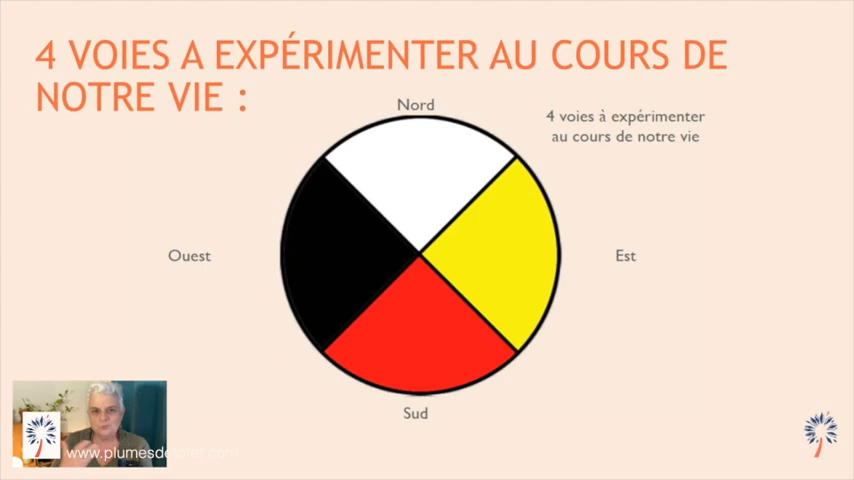 4 VOIES A EXPÉRIMENTER AU COURS DE
NOTRE VIE :
Nord
4 voies à expérimenter
au cours de notre vie
Ouest
Est
Sud